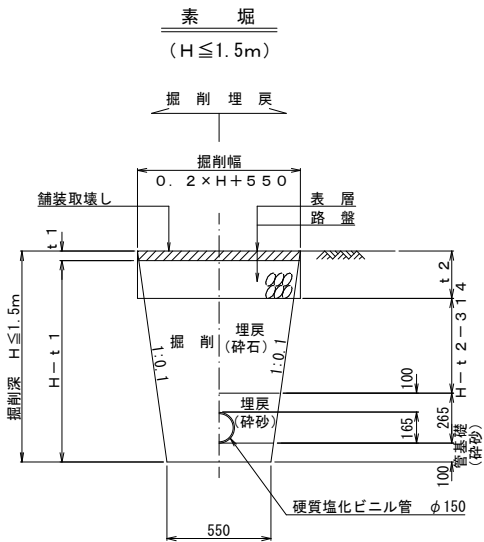 素 掘
(H≦1.5m)
掘 削 埋 戻
掘削幅
0.2×H+550
舗装取壊し
表 層
路 盤
t1
t2
掘削深 H≦1.5m
H-t1
1:0.1
掘 削
埋戻
(砕石)
1:0.1
H-t2-314
100
埋戻
(砕砂)
165
265
管基礎
(砕砂)
100
硬質塩化ビニル管 φ150
550